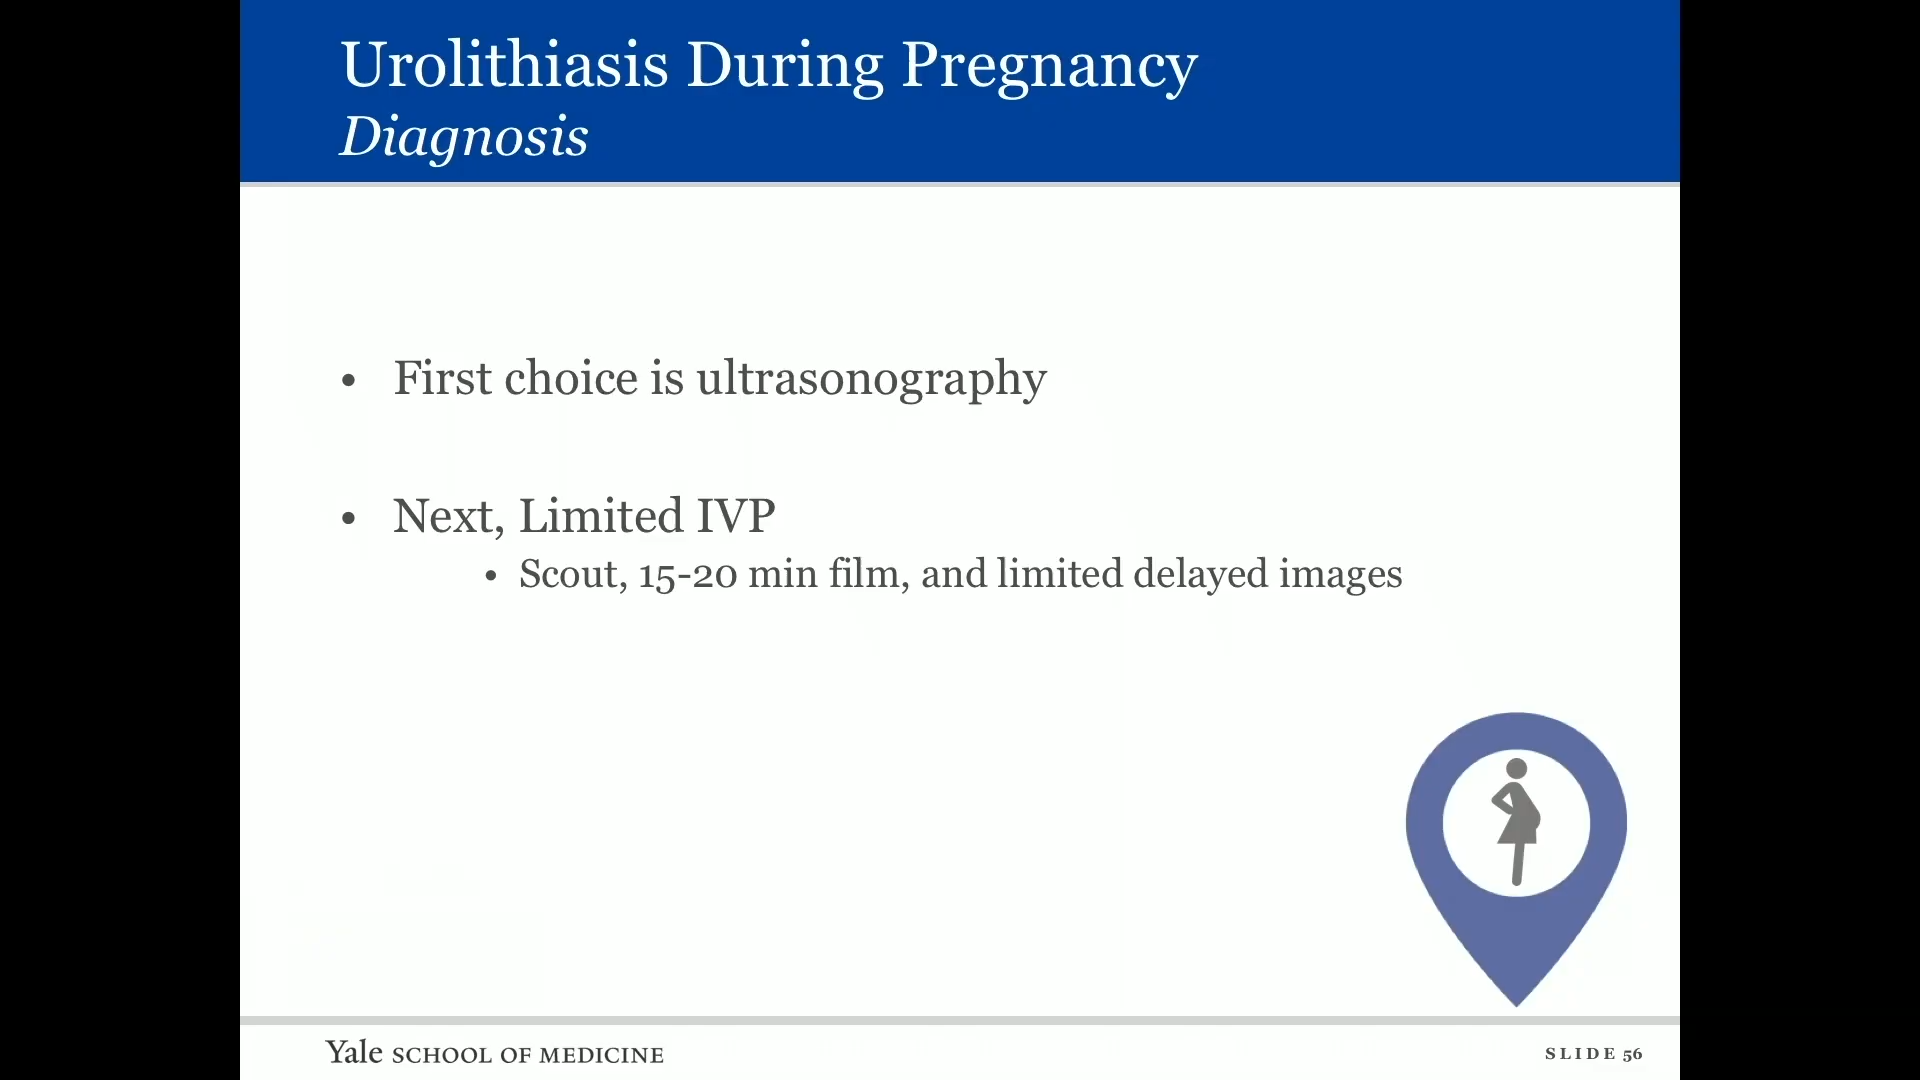 Urolithiasis During Pregnancy
Diagnosis
• First choice is ultrasonography
• Next, Limited IVP
• Scout, 15-20 min film, and limited delayed images
Yale SCHOOL OF MEDICINE
SLIDE 56